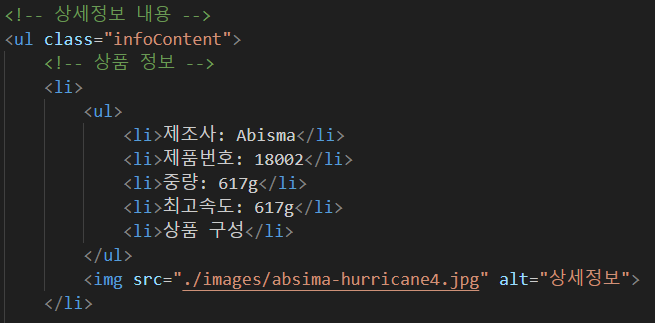 <!-- 상세정보 내용 -->
<ul class="infoContent">
<!-- 상품 정보 -->
<li>
<ul>
<li>제조사: Abisma</li>
<li>제품번호: 18002</li>
<li>중량: 617g</li>
<li>최고속도: 617g</li>
<li>상품 구성</li>
</ul>
<img src="./images/absima-hurricane4.jpg" alt="상세정보">
</li>